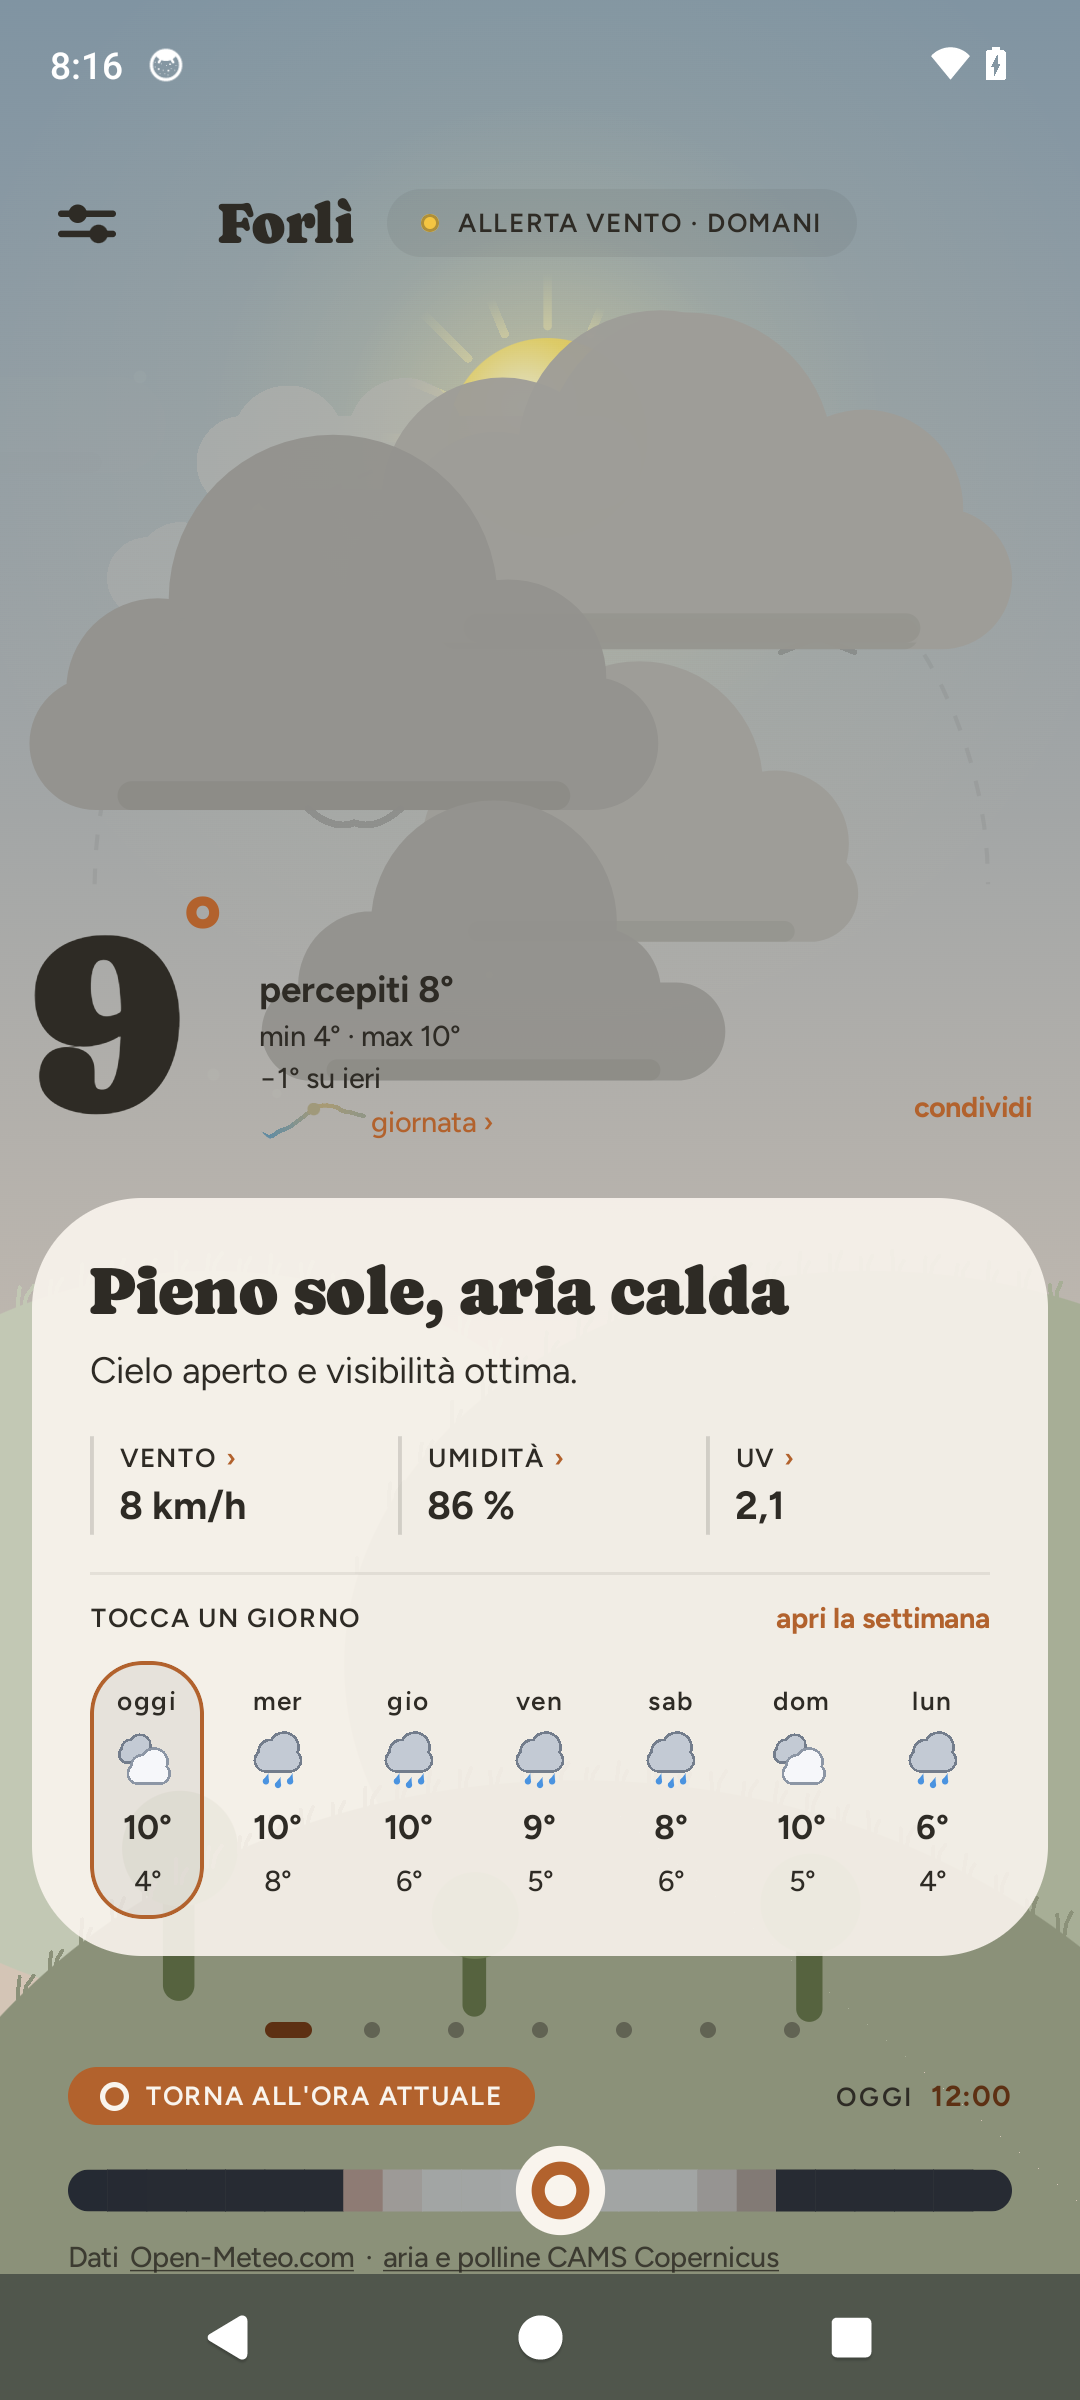 8:16
Forlì
ALLERTA VENTO · DOMANI
9°
percepiti 8°
min 4° · max 10°
−1° su ieri
giornata ›
condividi
Pieno sole, aria calda
Cielo aperto e visibilità ottima.
VENTO › UMIDITÀ › UV ›
8 km/h 86 % 2,1
TOCCA UN GIORNO apri la settimana
oggi mer gio ven sab dom lun
10° 10° 10° 9° 8° 10° 6°
4° 8° 6° 5° 6° 5° 4°
TORNA ALL'ORA ATTUALE OGGI 12:00
Dati Open-Meteo.com · aria e polline CAMS Copernicus